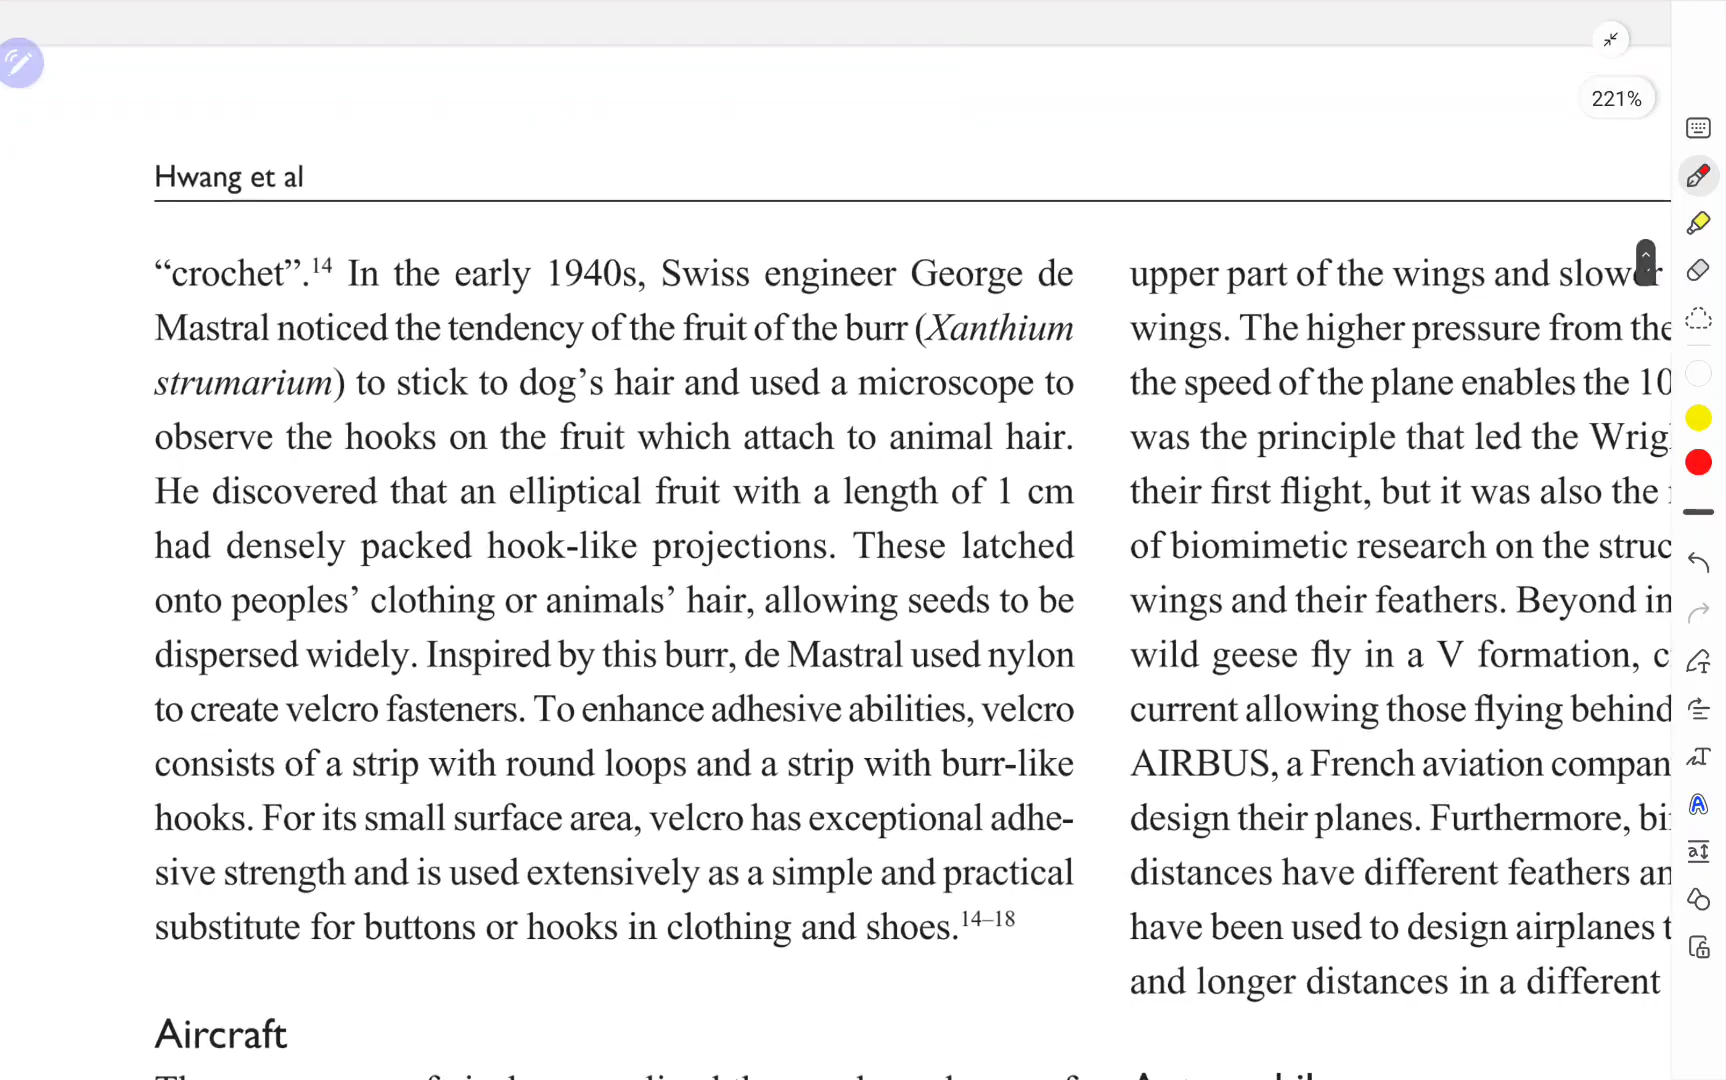 221%
Hwang et al
“crochet”.14 In the early 1940s, Swiss engineer George de
Mastral noticed the tendency of the fruit of the burr (Xanthium
strumarium) to stick to dog’s hair and used a microscope to
observe the hooks on the fruit which attach to animal hair.
He discovered that an elliptical fruit with a length of 1 cm
had densely packed hook-like projections. These latched
onto peoples’ clothing or animals’ hair, allowing seeds to be
dispersed widely. Inspired by this burr, de Mastral used nylon
to create velcro fasteners. To enhance adhesive abilities, velcro
consists of a strip with round loops and a strip with burr-like
hooks. For its small surface area, velcro has exceptional adhe-
sive strength and is used extensively as a simple and practical
substitute for buttons or hooks in clothing and shoes.14–18
Aircraft
upper part of the wings and slower
wings. The higher pressure from the
the speed of the plane enables the 10
was the principle that led the Wrig
their first flight, but it was also the
of biomimetic research on the struc
wings and their feathers. Beyond in
wild geese fly in a V formation, c
current allowing those flying behind
AIRBUS, a French aviation compan
design their planes. Furthermore, bi
distances have different feathers an
have been used to design airplanes t
and longer distances in a different